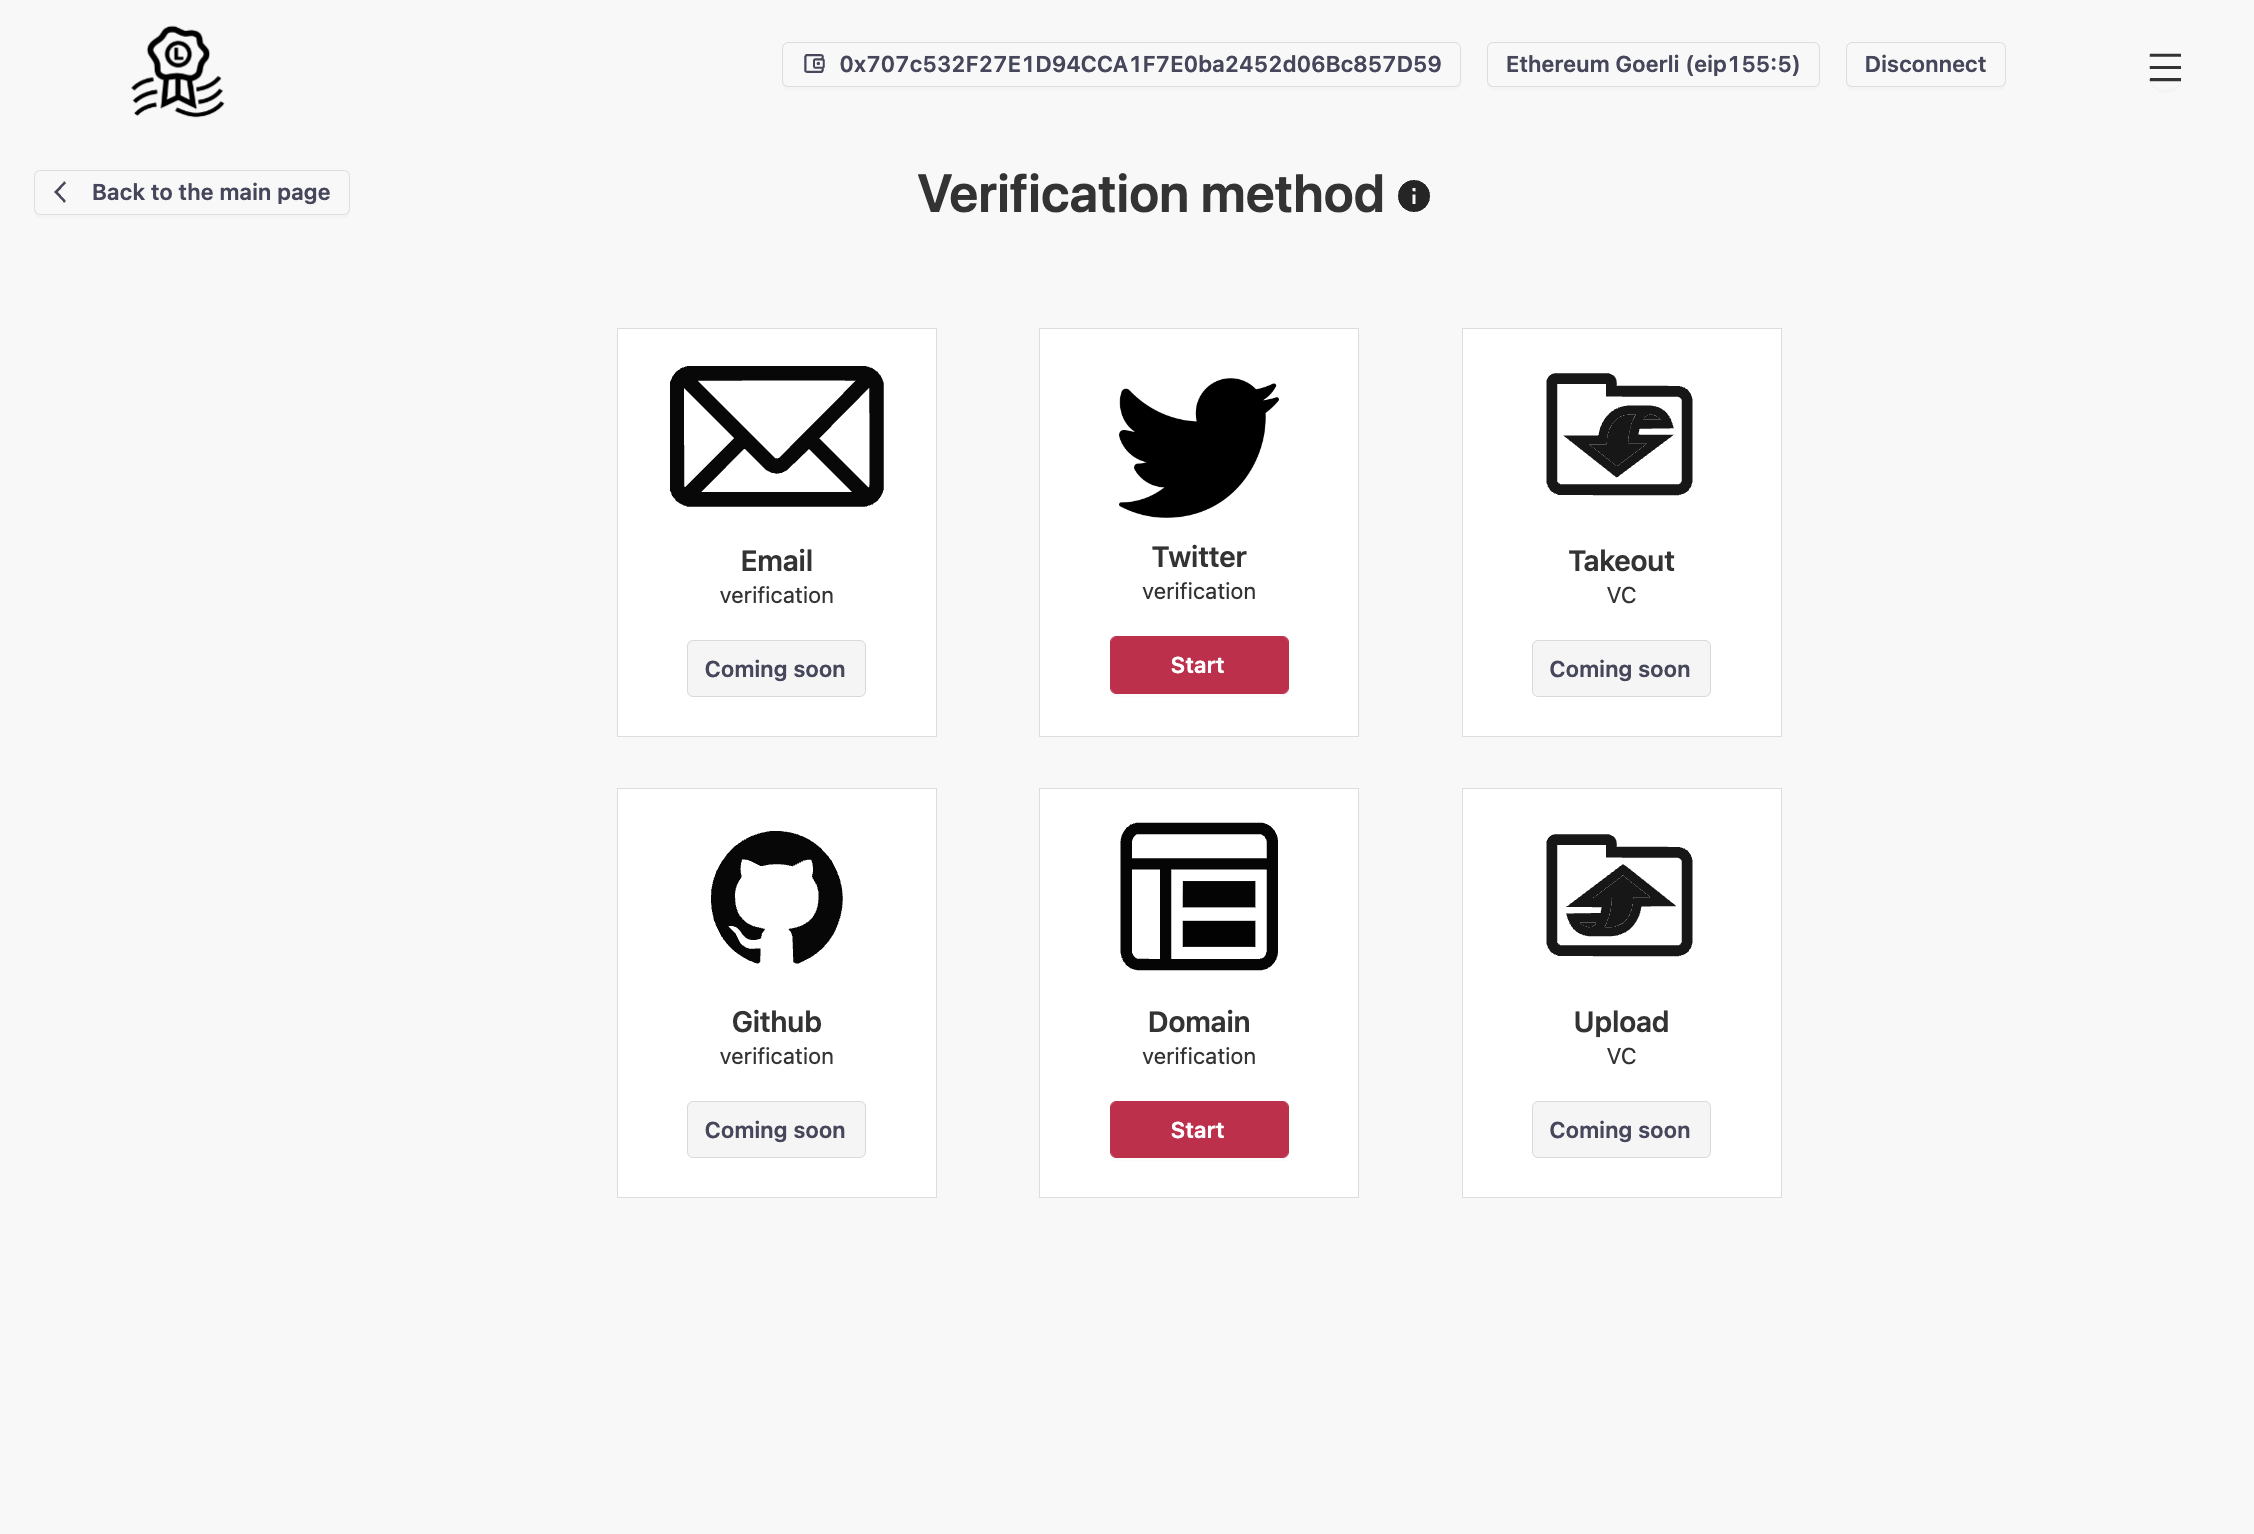 L
0x707c532F27E1D94CCA1F7E0ba2452d06Bc857D59
Ethereum Goerli (eip155:5)
Disconnect
Back to the main page
Verification method
Email
verification
Coming soon
Twitter
verification
Start
Takeout
VC
Coming soon
Github
verification
Coming soon
Domain
verification
Start
Upload
VC
Coming soon